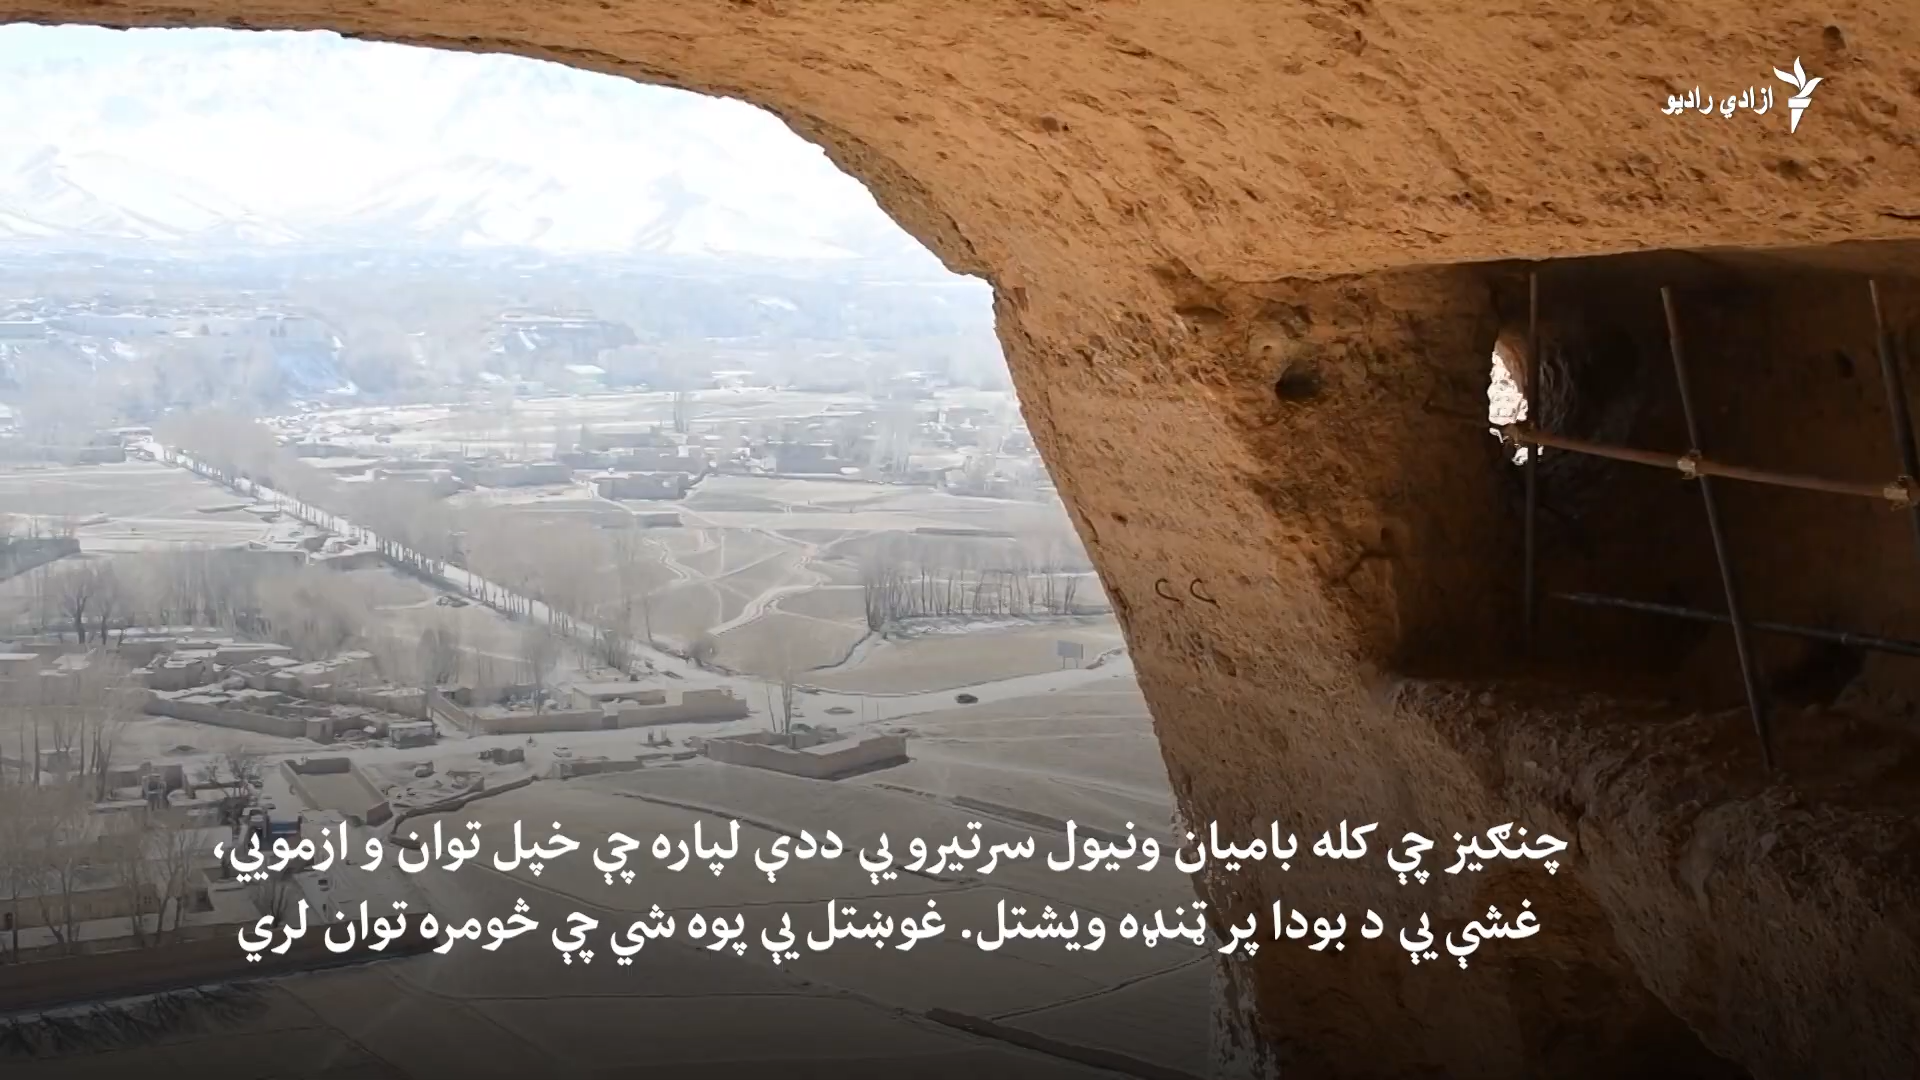 ازادي راډیو
چنګیز چې کله بامیان ونیول سرتیرو یې ددې لپاره چې خپل توان و ازمویي،
غشې یې د بودا پر ټنډه ویشتل. غوښتل یې پوه شي چې څومره توان لري